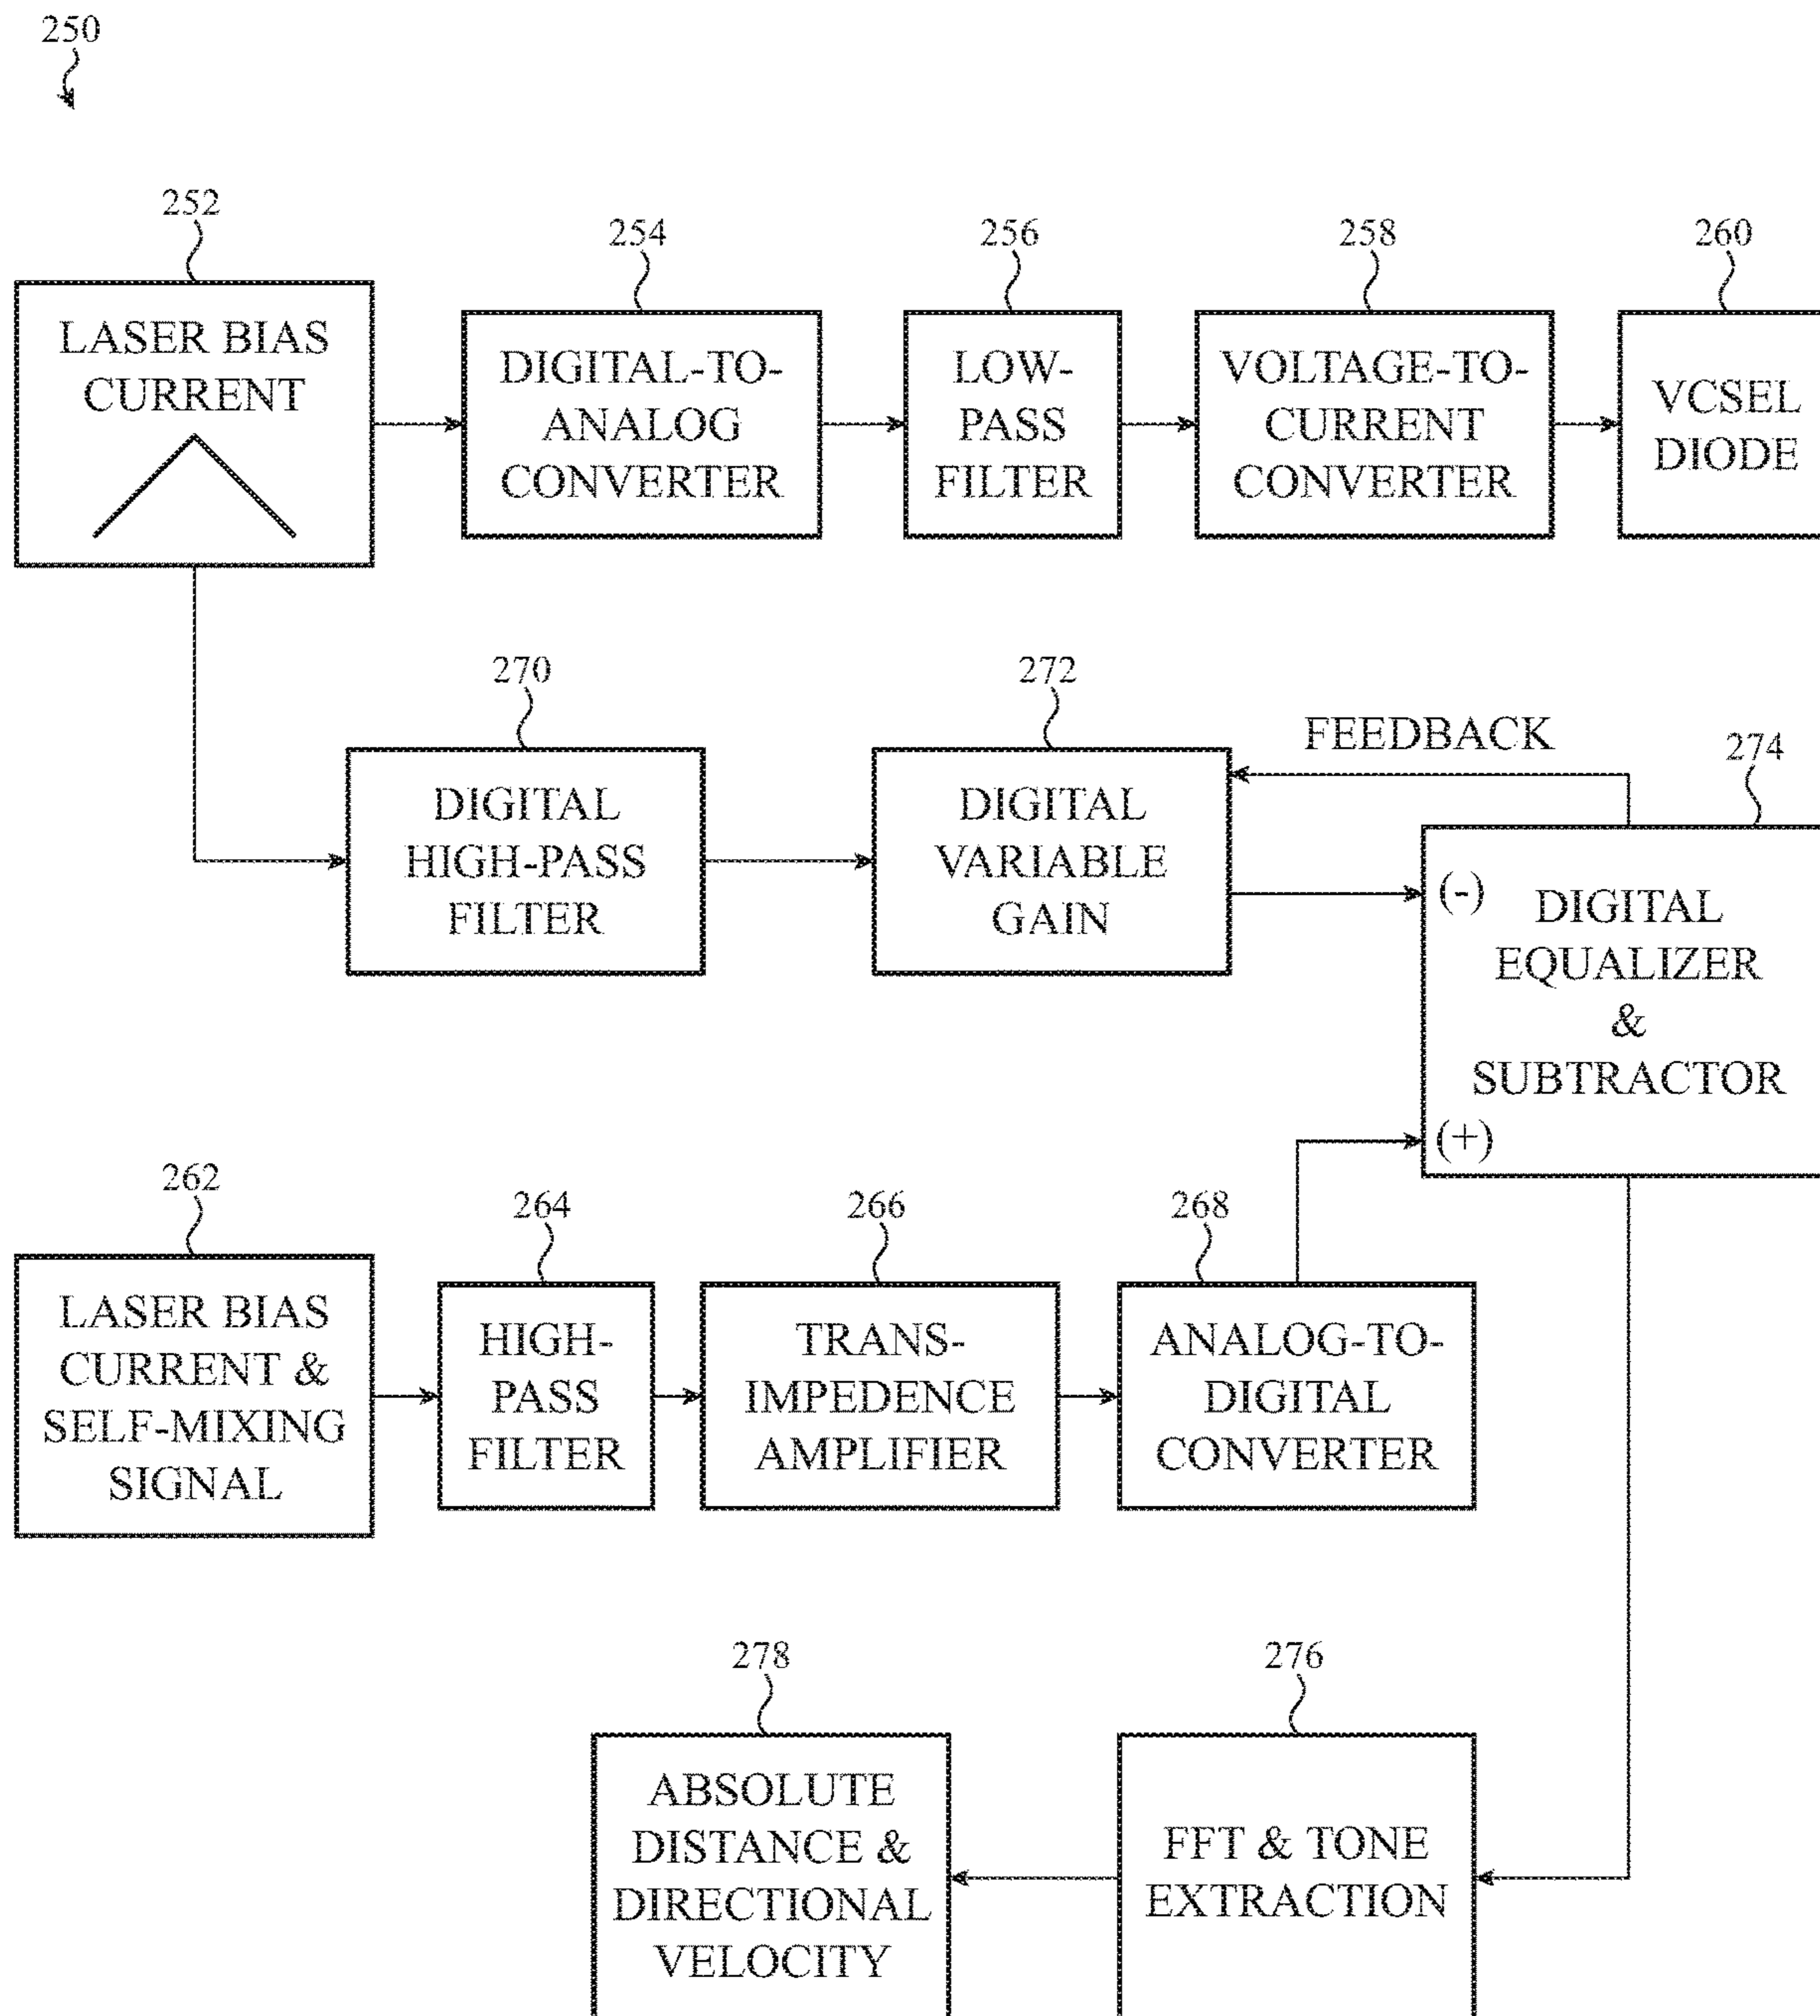 250
252
LASER BIAS
CURRENT
254
DIGITAL-TO-
ANALOG
CONVERTER
256
LOW-
PASS
FILTER
258
VOLTAGE-TO-
CURRENT
CONVERTER
260
VCSEL
DIODE
270
DIGITAL
HIGH-PASS
FILTER
272
DIGITAL
VARIABLE
GAIN
FEEDBACK
274
(-)
DIGITAL
EQUALIZER
&
SUBTRACTOR
(+)
262
LASER BIAS
CURRENT &
SELF-MIXING
SIGNAL
264
HIGH-
PASS
FILTER
266
TRANS-
IMPEDENCE
AMPLIFIER
268
ANALOG-TO-
DIGITAL
CONVERTER
278
ABSOLUTE
DISTANCE &
DIRECTIONAL
VELOCITY
276
FFT & TONE
EXTRACTION